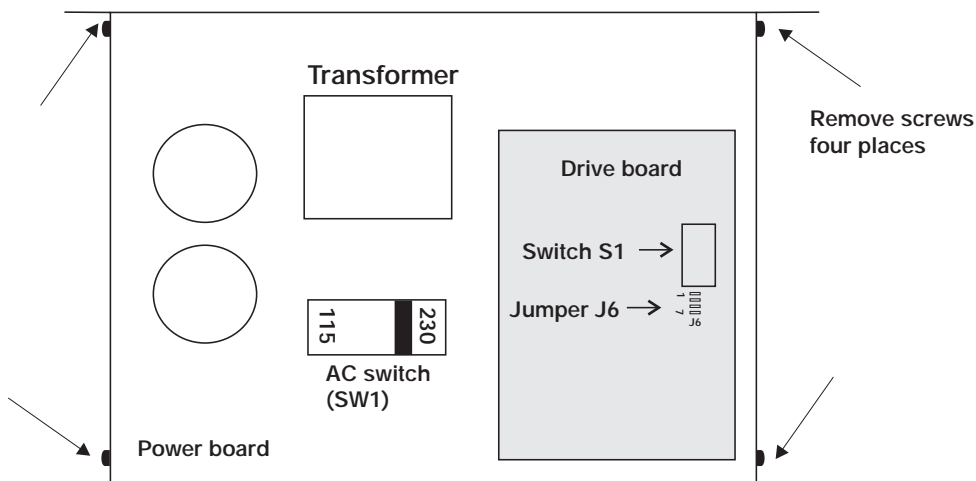 Transformer
Remove screws
four places
Drive board
Switch S1
Jumper J6
1
7
J6
115
230
AC switch
(SW1)
Power board